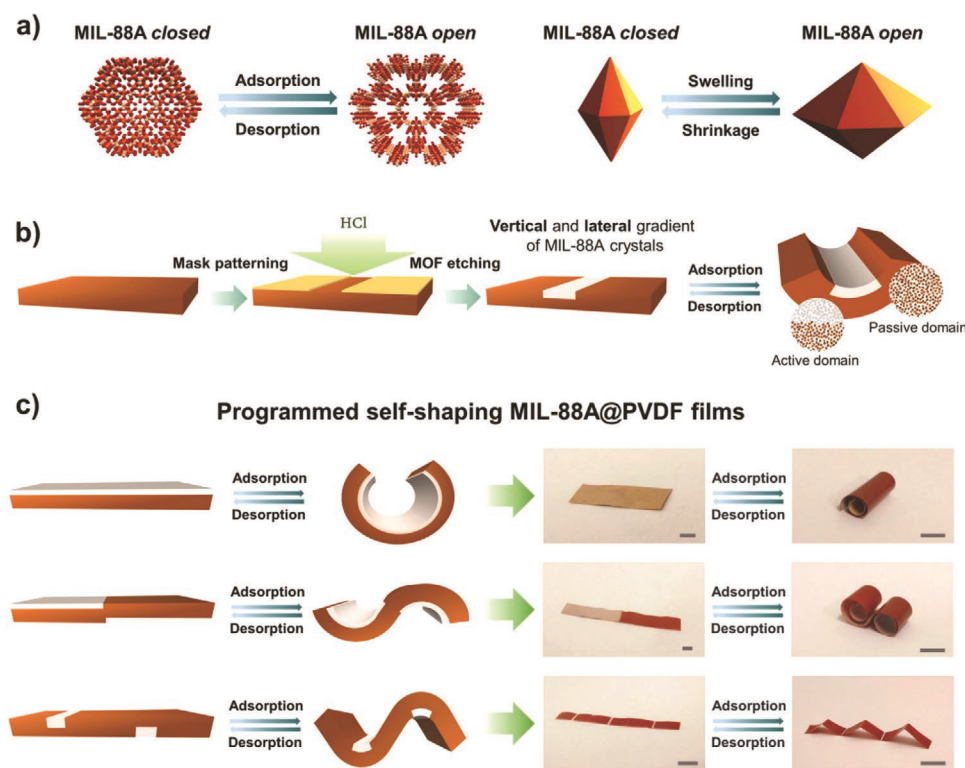 a)
MIL-88A closed
Adsorption
Desorption
MIL-88A open
MIL-88A closed
Swelling
Shrinkage
MIL-88A open
b)
Mask patterning
HCl
MOF etching
Vertical and lateral gradient
of MIL-88A crystals
Adsorption
Desorption
Passive domain
Active domain
c)
Programmed self-shaping MIL-88A@PVDF films
Adsorption
Desorption
Adsorption
Desorption
Adsorption
Desorption
Adsorption
Desorption
Adsorption
Desorption
Adsorption
Desorption